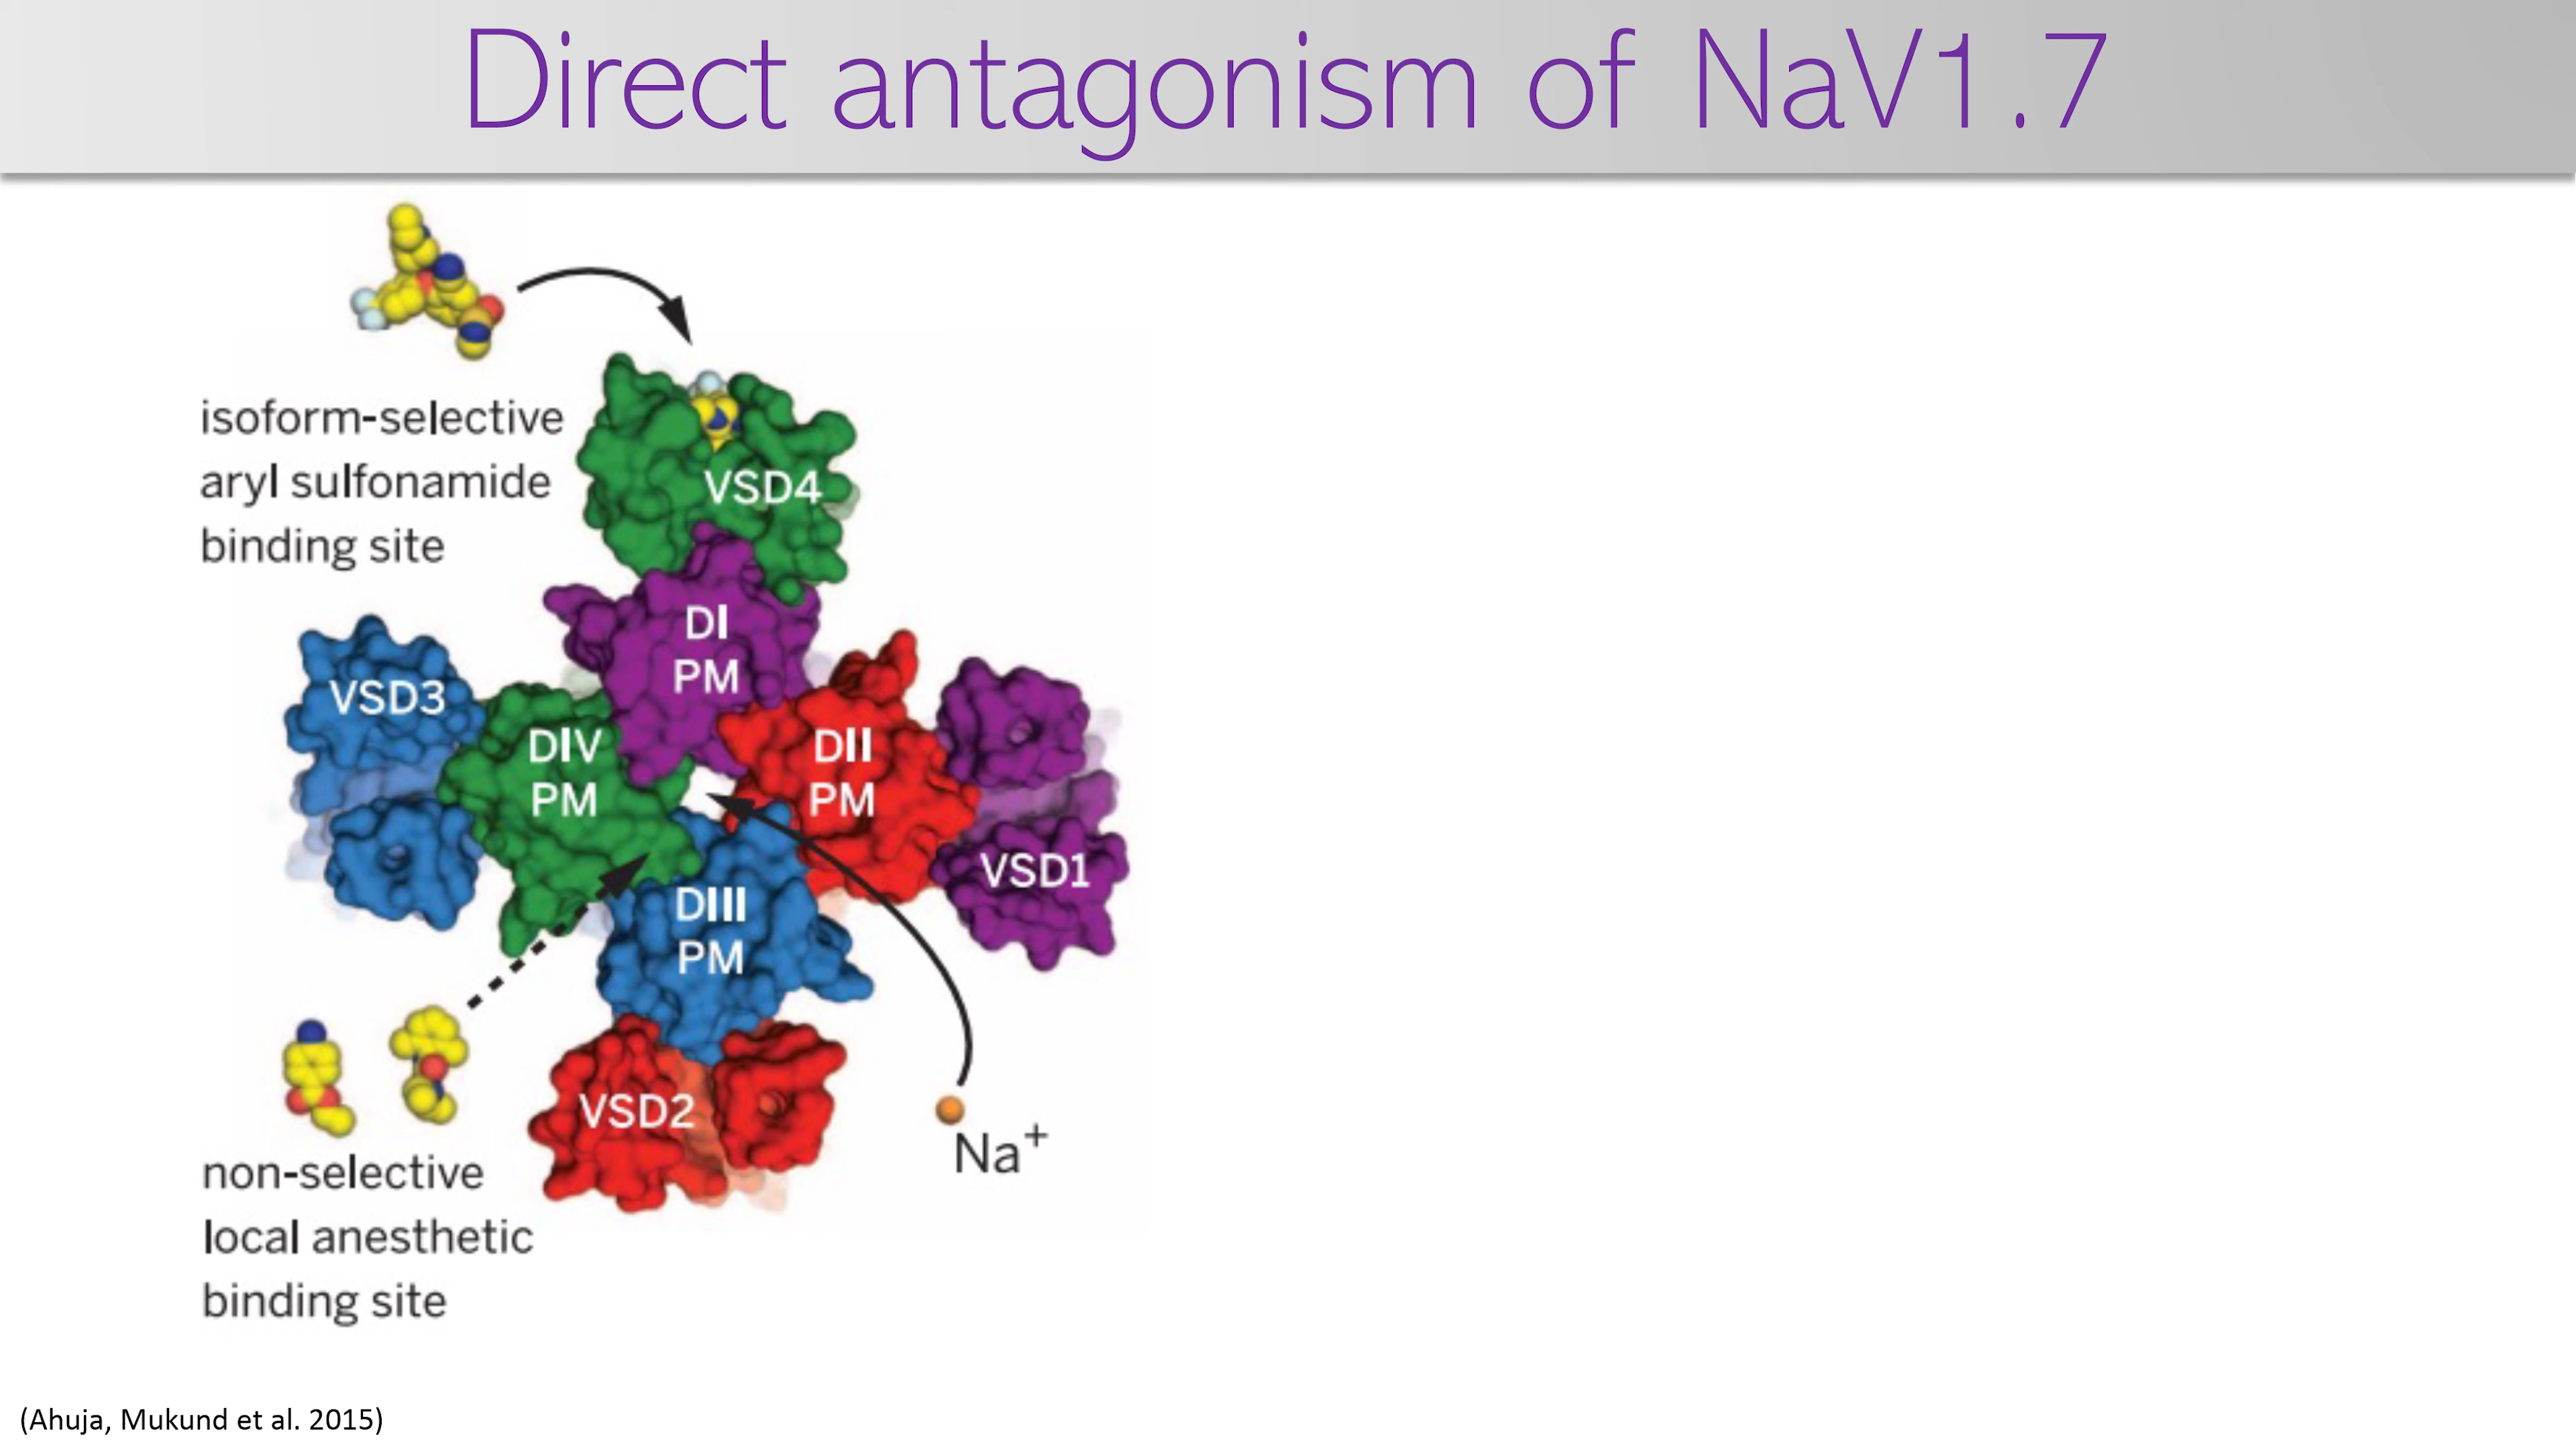 Direct antagonism of NaV1.7
isoform-selective
aryl sulfonamide
binding site
VSD4
DI
PM
VSD3
DIV
PM
DII
PM
VSD1
DIII
PM
VSD2
Na⁺
non-selective
local anesthetic
binding site
(Ahuja, Mukund et al. 2015)